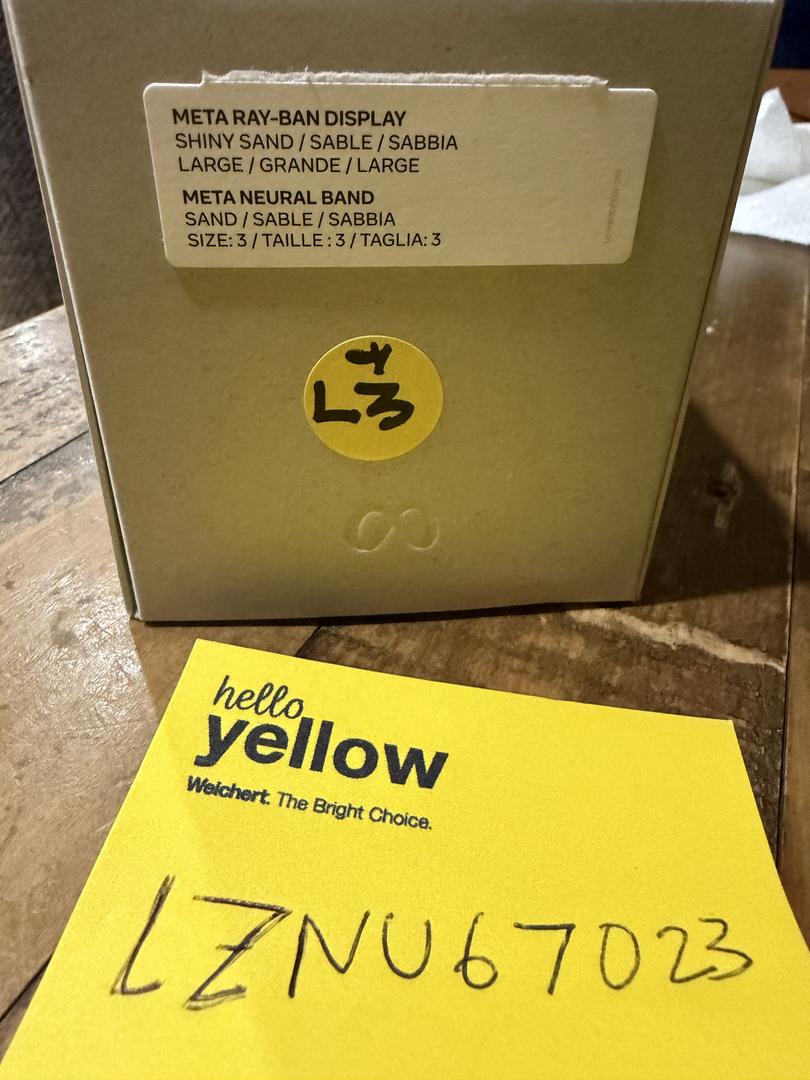 META RAY-BAN DISPLAY
SHINY SAND / SABLE / SABBIA
LARGE / GRANDE / LARGE
META NEURAL BAND
SAND / SABLE / SABBIA
SIZE: 3 / TAILLE : 3 / TAGLIA: 3
L3
hello
yellow
Weichert. The Bright Choice.
LZNU67023